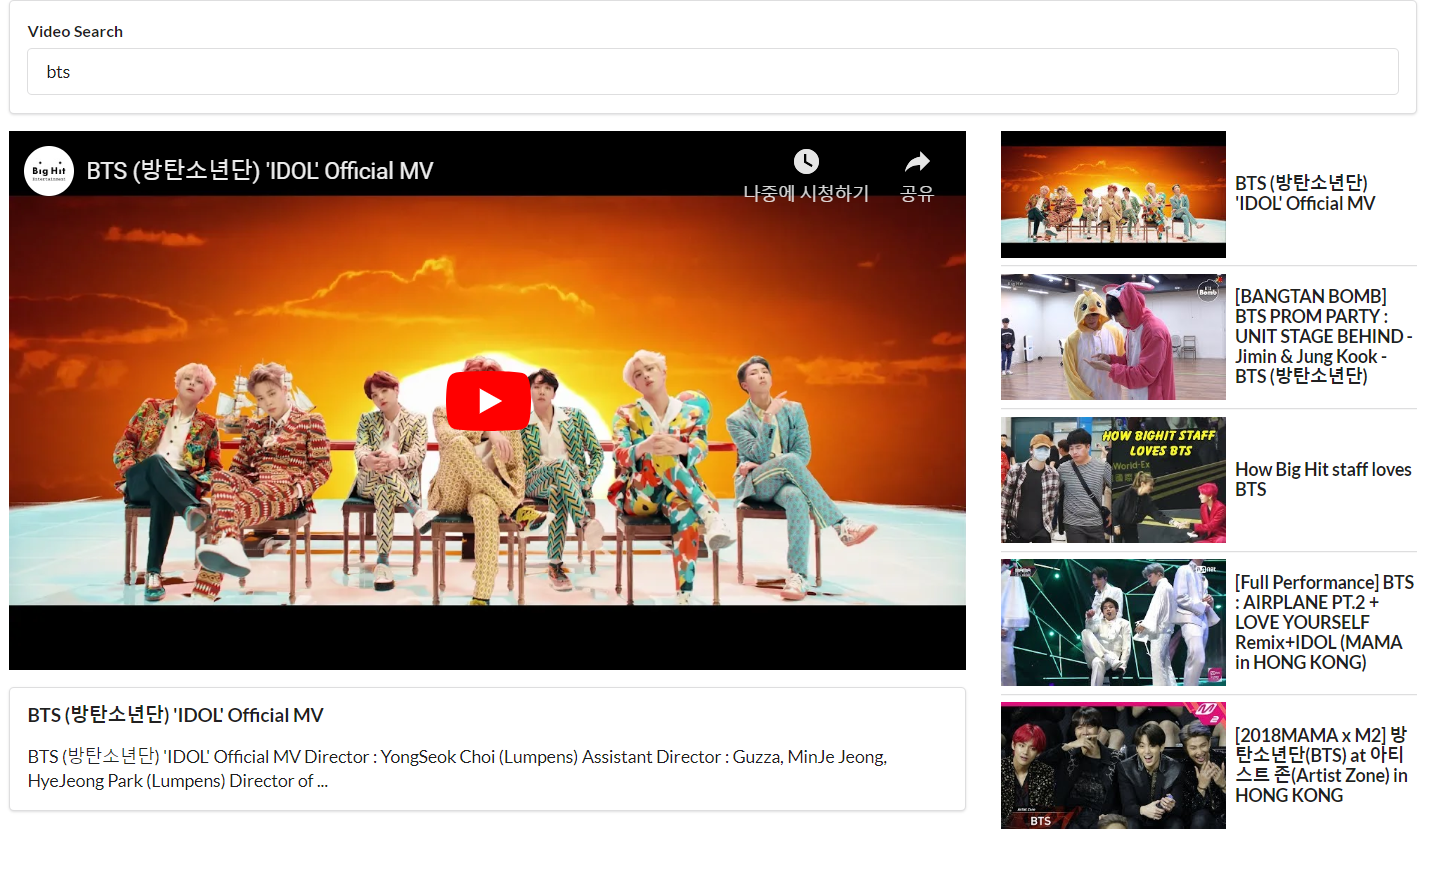 Video Search
bts
Big Hit
Entertainment
BTS (방탄소년단) 'IDOL' Official MV
나중에 시청하기
공유
BTS (방탄소년단) 'IDOL' Official MV
BTS (방탄소년단) 'IDOL' Official MV Director : YongSeok Choi (Lumpens) Assistant Director : Guzza, MinJe Jeong,
HyeJeong Park (Lumpens) Director of ...
BTS (방탄소년단)
'IDOL' Official MV
Bomb
[BANGTAN BOMB]
BTS PROM PARTY :
UNIT STAGE BEHIND -
Jimin & Jung Kook -
BTS (방탄소년단)
HOW BIGHIT STAFF
LOVES BTS
World-Ex
How Big Hit staff loves
BTS
Mnet
[Full Performance] BTS
: AIRPLANE PT.2 +
LOVE YOURSELF
Remix+IDOL (MAMA
in HONG KONG)
M2
BTS
[2018MAMA x M2] 방
탄소년단(BTS) at 아티
스트 존(Artist Zone) in
HONG KONG